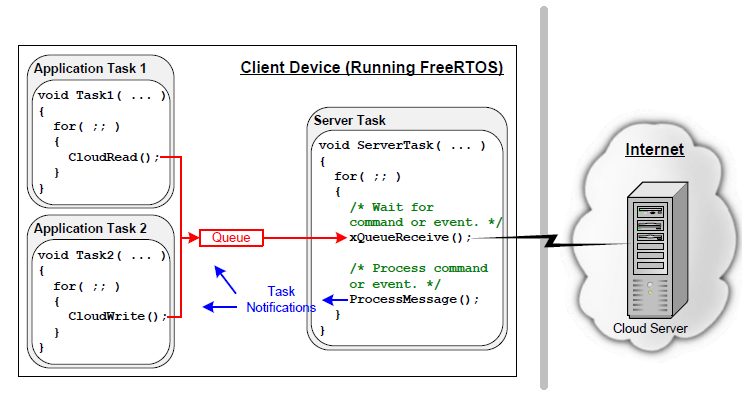 Client Device (Running FreeRTOS)
Application Task 1
void Task1( ... )
{
for( ;; )
{
CloudRead();
}
}
Application Task 2
void Task2( ... )
{
for( ;; )
{
CloudWrite();
}
}
Queue
Task
Notifications
Server Task
void ServerTask( ... )
{
for( ;; )
{
/* Wait for
command or event. */
xQueueReceive();
/* Process command
or event. */
ProcessMessage();
}
}
Internet
Cloud Server